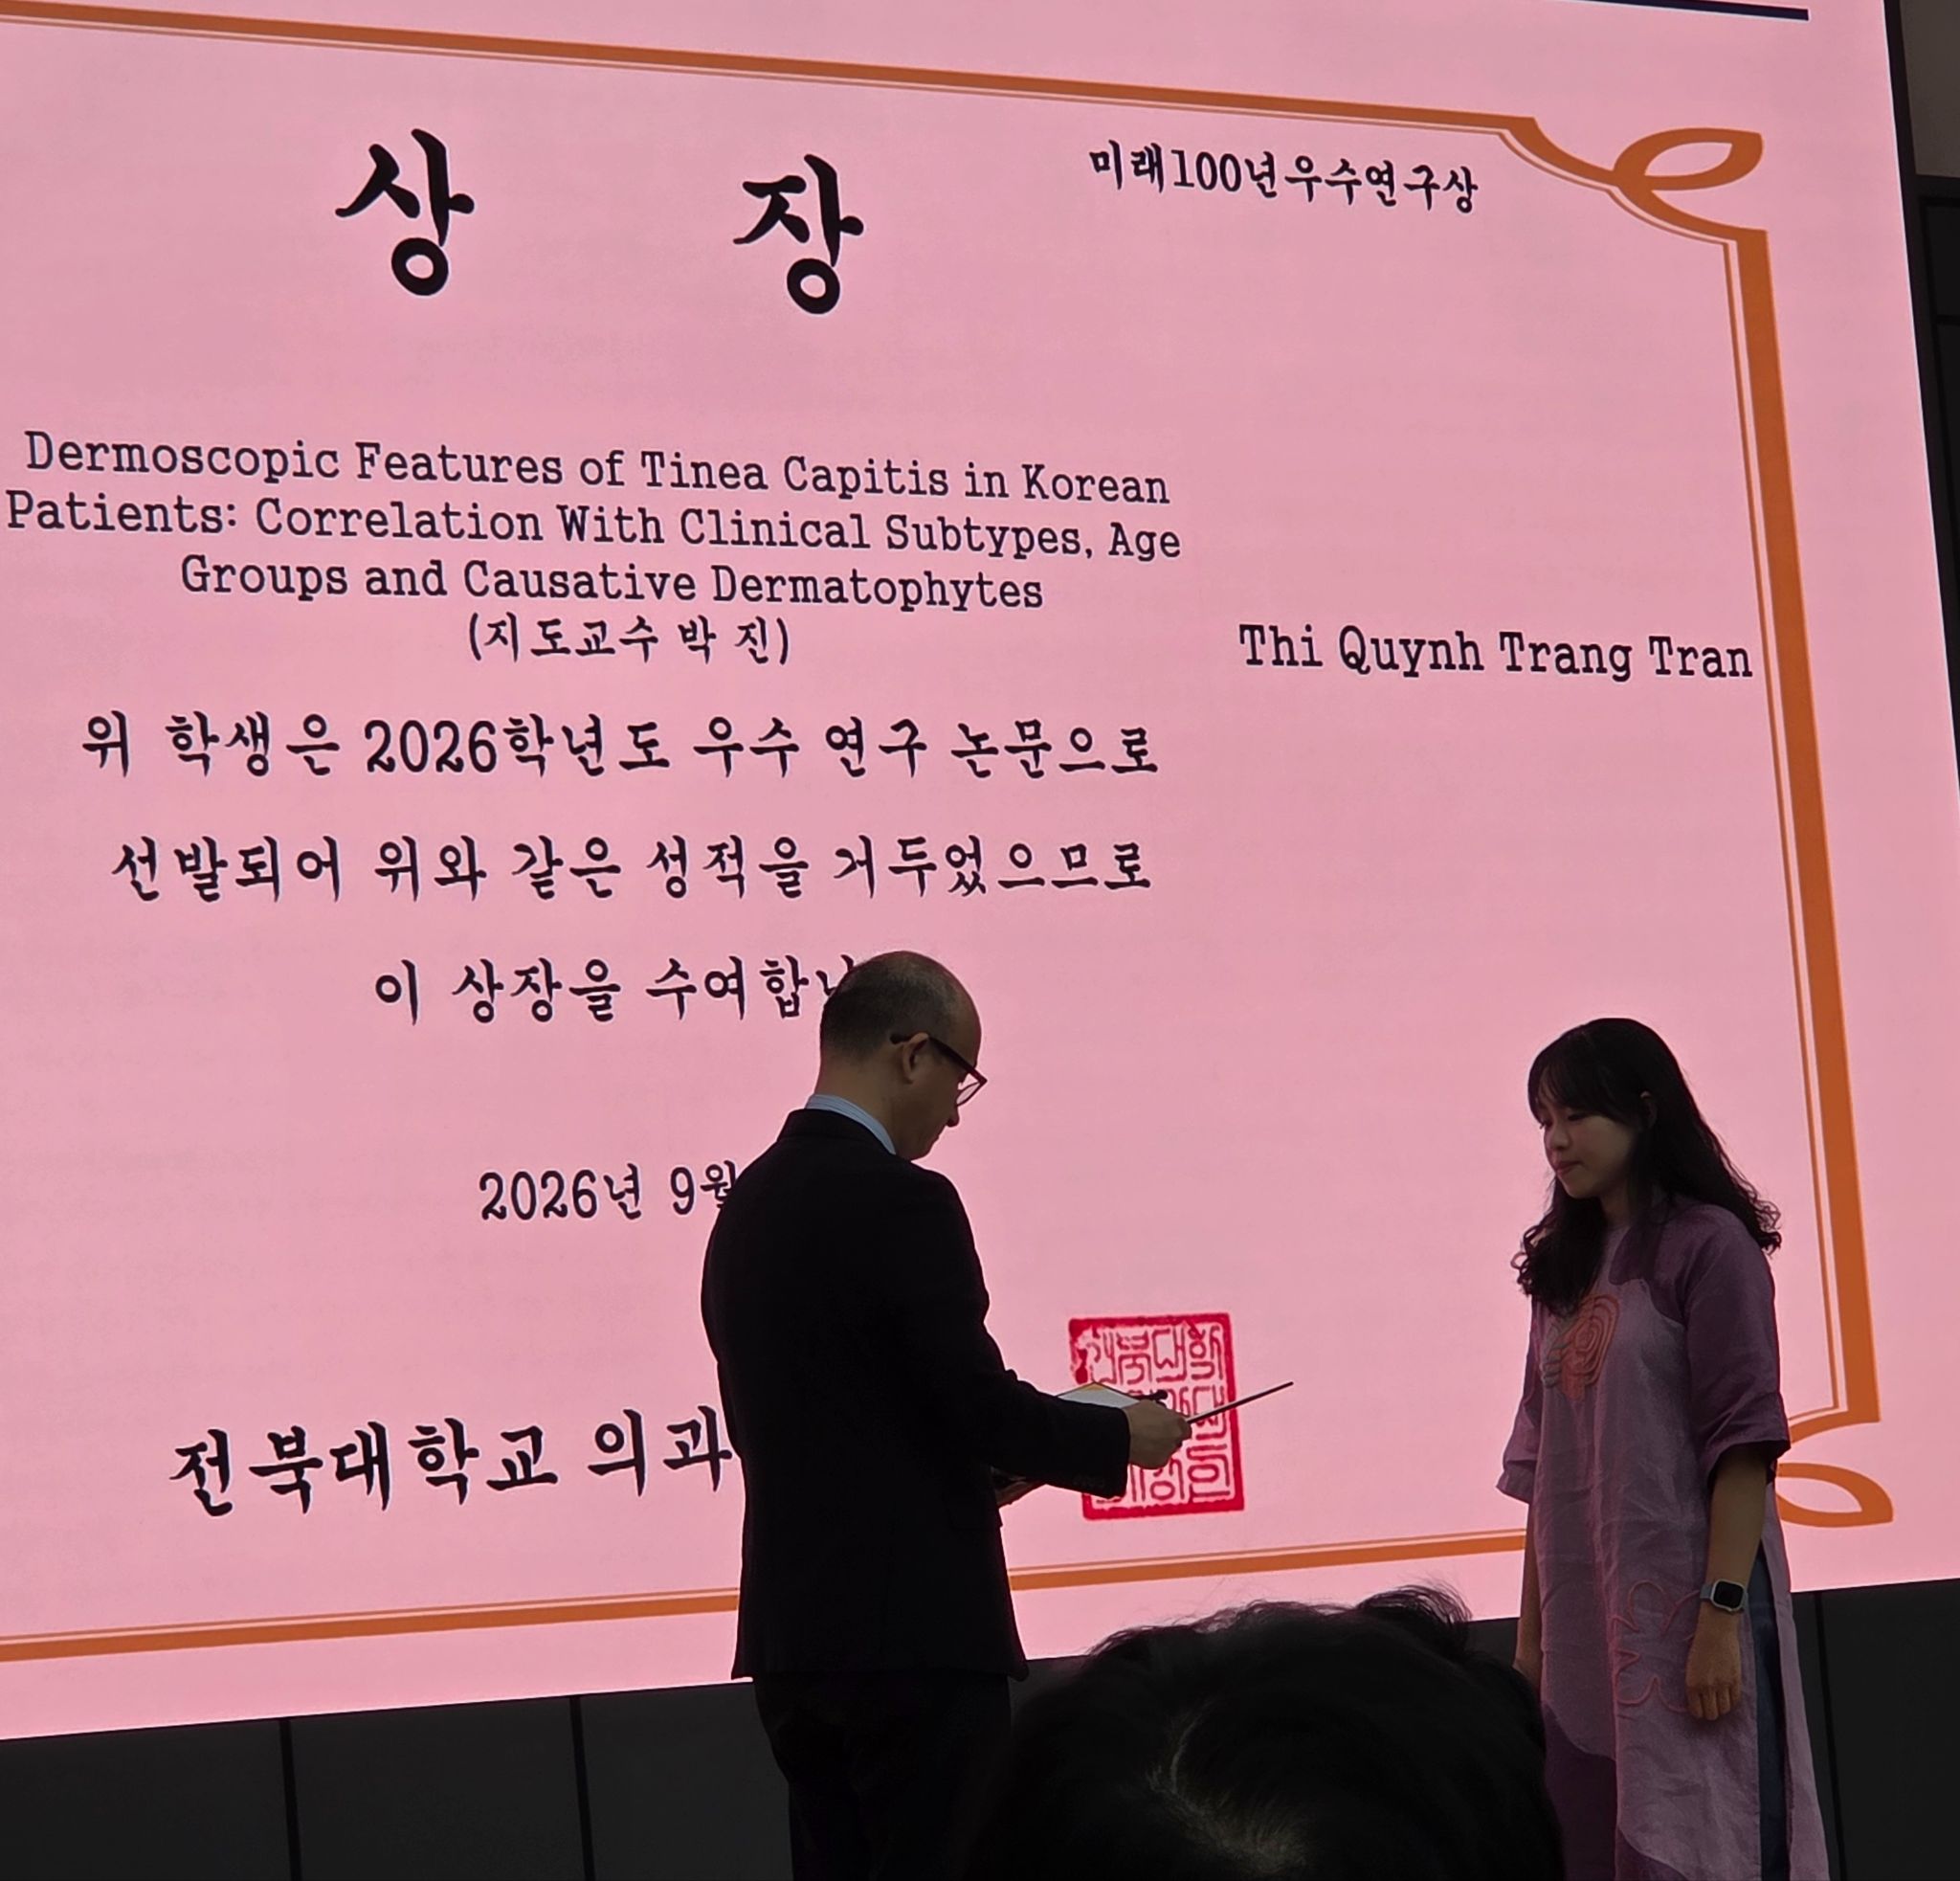 상 장
미래100년우수연구상
Dermoscopic Features of Tinea Capitis in Korean
Patients: Correlation With Clinical Subtypes, Age
Groups and Causative Dermatophytes
(지도교수 박 진)
Thi Quynh Trang Tran
위 학생은 2026학년도 우수 연구 논문으로
선발되어 위와 같은 성적을 거두었으므로
이 상장을 수여합
2026년 9월
전북대학교 의과